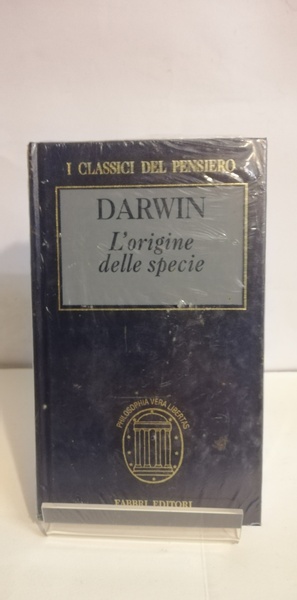 I CLASSICI DEL PENSIERO
DARWIN
L'origine
delle specie
PHILOSOPHIA VERA LIBERTAS
FABBRI EDITORI